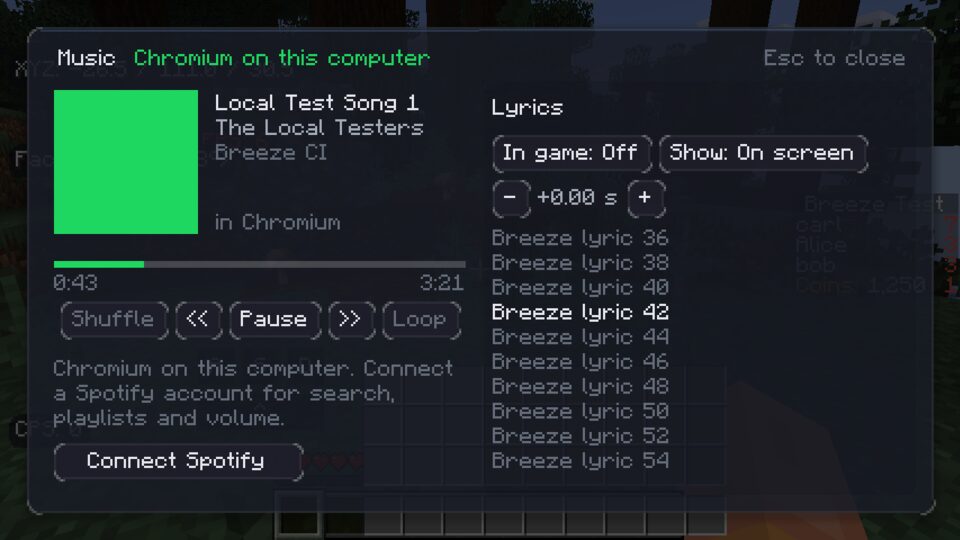 Music Chromium on this computer
Esc to close
Local Test Song 1
The Local Testers
Breeze CI
in Chromium
0:43
3:21
Shuffle
<<
Pause
>>
Loop
Chromium on this computer. Connect
a Spotify account for search,
playlists and volume.
Connect Spotify
Lyrics
In game: Off
Show: On screen
-
+0.00 s
+
Breeze lyric 36
Breeze lyric 38
Breeze lyric 40
Breeze lyric 42
Breeze lyric 44
Breeze lyric 46
Breeze lyric 48
Breeze lyric 50
Breeze lyric 52
Breeze lyric 54
Breeze Test
carl
Alice
bob
Coins: 1,250